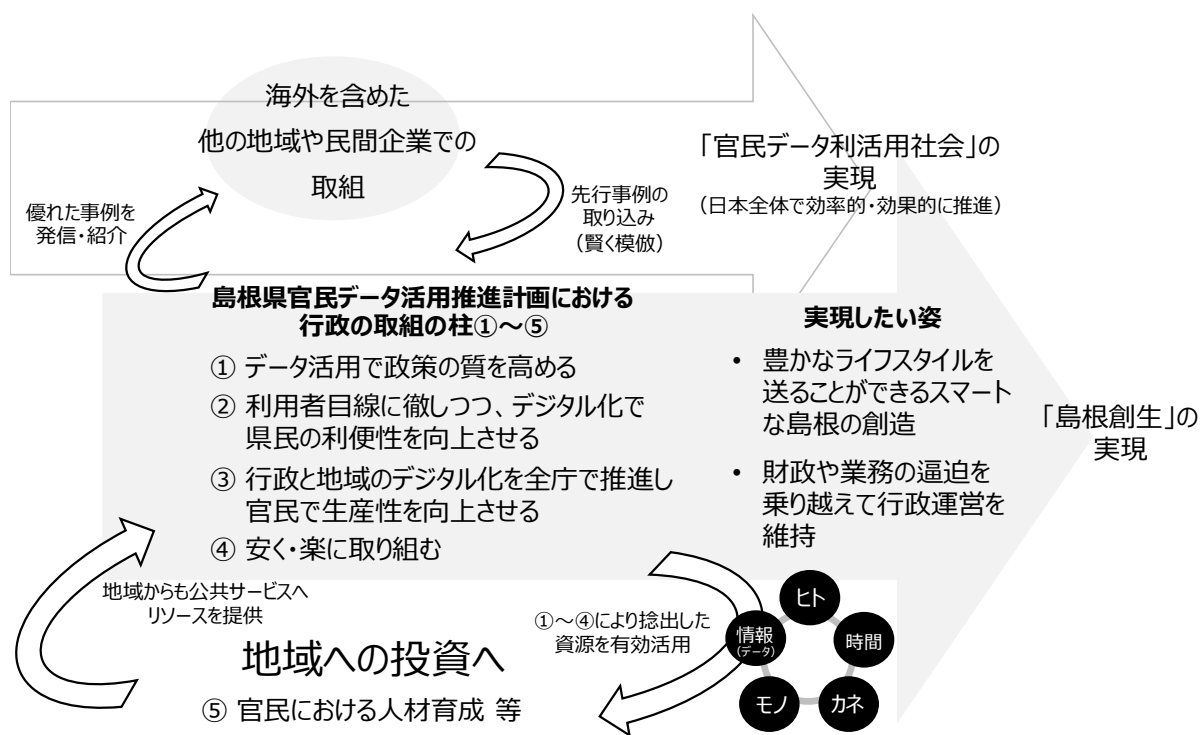 海外を含めた
他の地域や民間企業での
取組
優れた事例を
発信・紹介
先行事例の
取り込み
（賢く模倣）
「官民データ利活用社会」の
実現
（日本全体で効率的・効果的に推進）
島根県官民データ活用推進計画における
行政の取組の柱①～⑤
① データ活用で政策の質を高める
② 利用者目線に徹しつつ、デジタル化で
県民の利便性を向上させる
③ 行政と地域のデジタル化を全庁で推進し
官民で生産性を向上させる
④ 安く・楽に取り組む
実現したい姿
• 豊かなライフスタイルを
送ることができるスマート
な島根の創造
• 財政や業務の逼迫を
乗り越えて行政運営を
維持
「島根創生」の
実現
地域からも公共サービスへ
リソースを提供
①～④により捻出した
資源を有効活用
ヒト
時間
カネ
モノ
情報
(データ)
地域への投資へ
⑤ 官民における人材育成 等